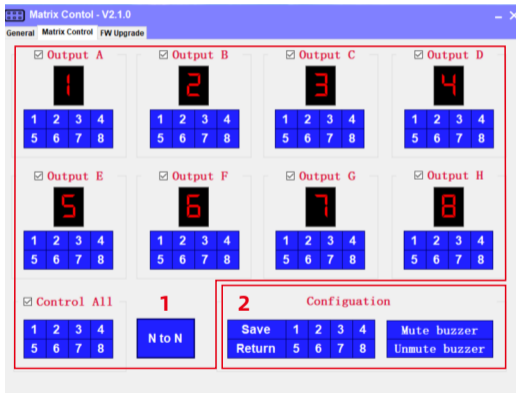 Matrix Contol - V2.1.0
General Matrix Control FW Upgrade
Output A Output B Output C Output D
1 2 3 4
1 2 3 4 1 2 3 4 1 2 3 4 1 2 3 4
5 6 7 8 5 6 7 8 5 6 7 8 5 6 7 8
Output E Output F Output G Output H
5 6 7 8
1 2 3 4 1 2 3 4 1 2 3 4 1 2 3 4
5 6 7 8 5 6 7 8 5 6 7 8 5 6 7 8
Control All 1 2 Configuation
1 2 3 4 N to N Save 1 2 3 4 Mute buzzer
5 6 7 8 Return 5 6 7 8 Unmute buzzer